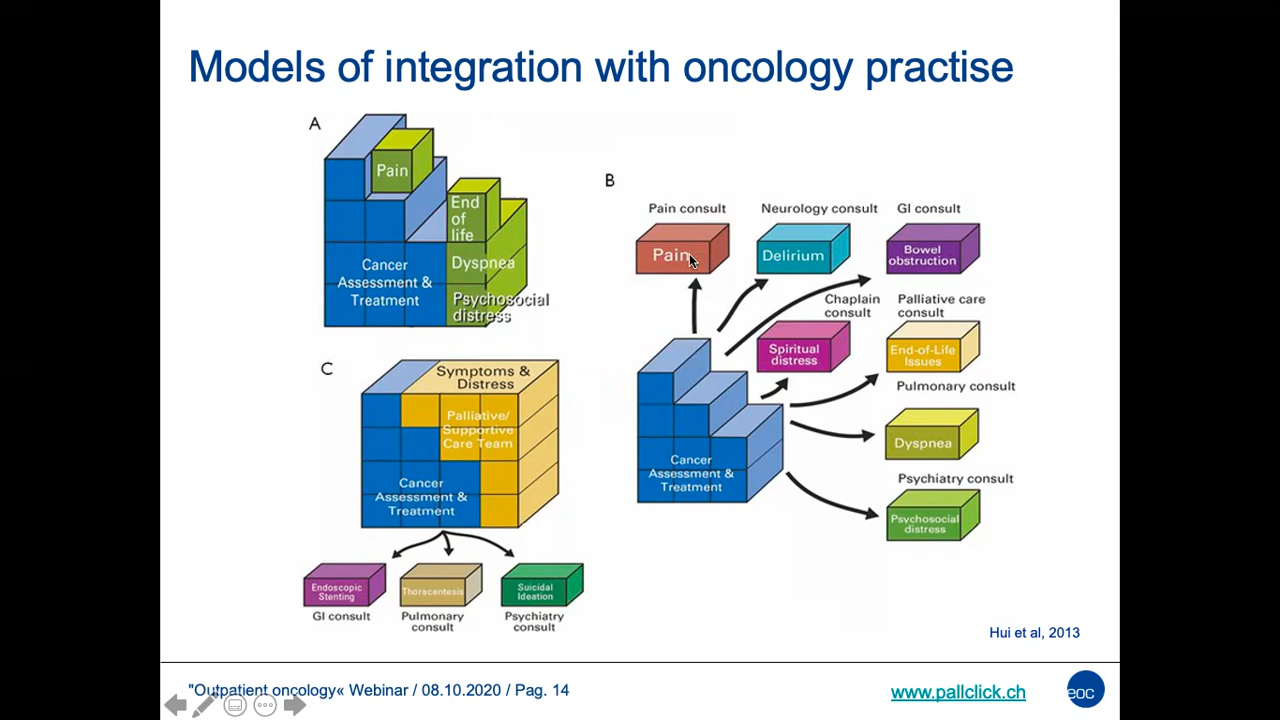 Models of integration with oncology practise
A
Pain
End
of
life
Dyspnea
Psychosocial
distress
Cancer
Assessment &
Treatment
B
Pain consult
Neurology consult
GI consult
Pain
Delirium
Bowel
obstruction
Chaplain
consult
Palliative care
consult
Spiritual
distress
End-of-Life
Issues
Pulmonary consult
Dyspnea
Psychiatry consult
Psychosocial
distress
Cancer
Assessment &
Treatment
C
Symptoms &
Distress
Palliative/
Supportive
Care Team
Cancer
Assessment &
Treatment
Endoscopic
Stenting
Thoracentesis
Suicidal
Ideation
GI consult
Pulmonary
consult
Psychiatry
consult
Hui et al, 2013
"Outpatient oncology« Webinar / 08.10.2020 / Pag. 14
www.pallclick.ch
eoc